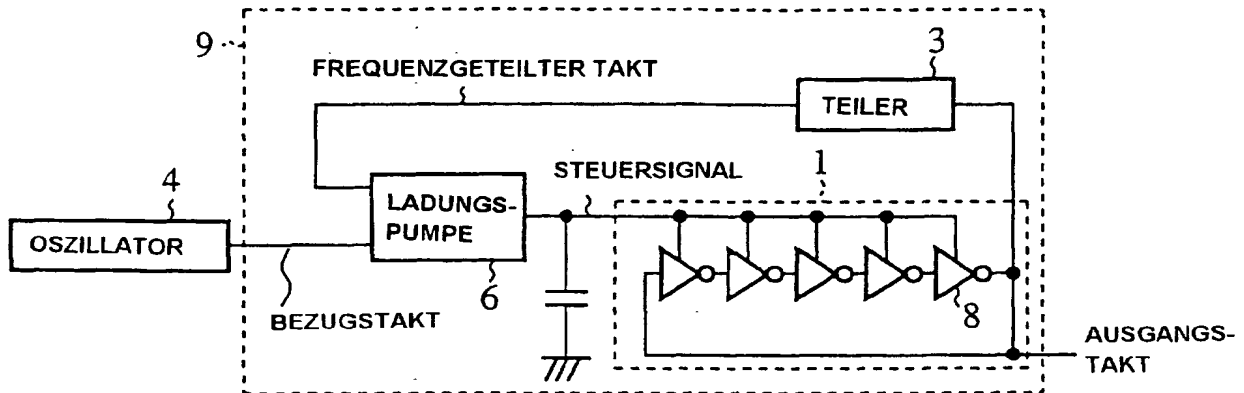 9
3
FREQUENZGETEILTER TAKT
TEILER
STEUERSIGNAL
1
4
LADUNGS-
PUMPE
OSZILLATOR
6
8
BEZUGSTAKT
AUSGANGS-
TAKT